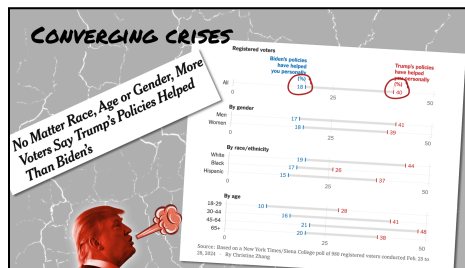 CONVERGING CRISES
No Matter Race, Age or Gender, More
Voters Say Trump's Policies Helped
Than Biden's
Registered voters
Biden's policies
have helped
you personally
(%)
Trump's policies
have helped
you personally
(%)
All 18 40
0 25 50
By gender
Men 17 41
Women 18 39
By race/ethnicity
White 19 44
Black 17 26
Hispanic 15 37
0 25 50
By age
18-29 10 28
30-44 16 41
45-64 21 48
65+ 20 38
0 25 50
Source: Based on a New York Times/Siena College poll of 980 registered voters conducted Feb. 25 to
28, 2024 · By Christine Zhang